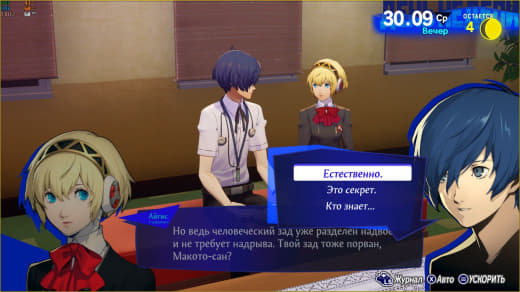 30.09 Ср
Вечер
ОСТАЕТСЯ
4
Естественно.
Это секрет.
Кто знает...
Айгис
Но ведь человеческий зад уже разделен надвое
и не требует надрыва. Твой зад тоже порван,
Макото-сан?
Журнал
Авто
УСКОРИТЬ